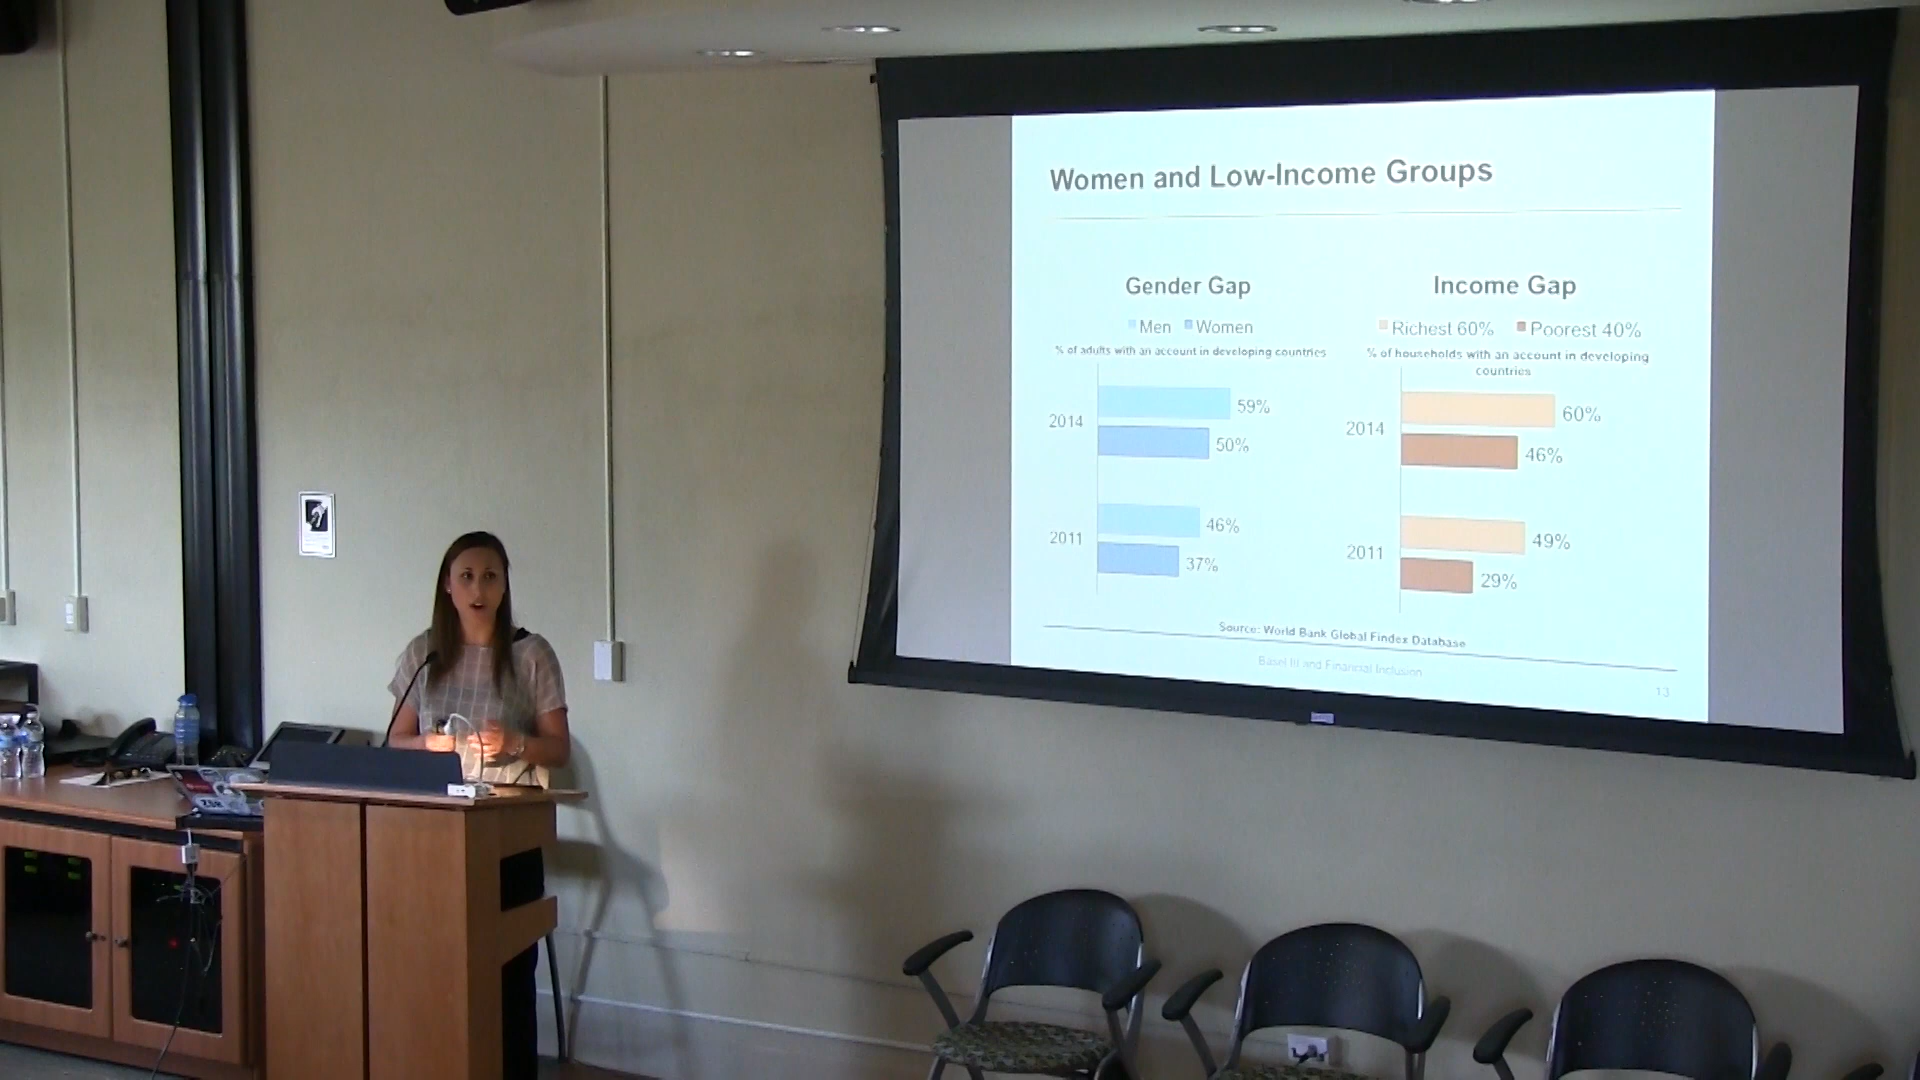 Women and Low-Income Groups
Gender Gap
Men Women
% of adults with an account in developing countries
2014
59%
50%
2011
46%
37%
Income Gap
Richest 60% Poorest 40%
% of households with an account in developing
countries
2014
60%
46%
2011
49%
29%
Source: World Bank Global Findex Database
Basel III and Financial Inclusion
13